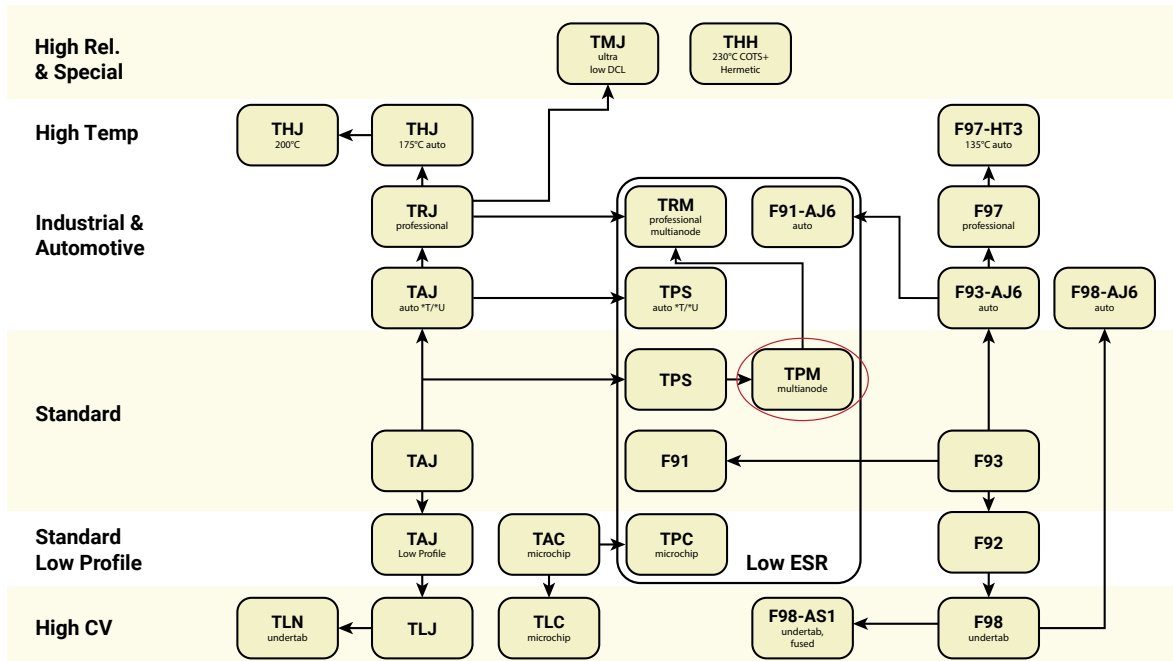 High Rel.
& Special
TMJ
ultra
low DCL
THH
230°C COTS+
Hermetic
High Temp
THJ
200°C
THJ
175°C auto
F97-HT3
135°C auto
Industrial &
Automotive
TRJ
professional
TRM
professional
multianode
F91-AJ6
auto
F97
professional
TAJ
auto *T/*U
TPS
auto *T/*U
F93-AJ6
auto
F98-AJ6
auto
Standard
TPS
TPM
multianode
TAJ
F91
F93
Standard
Low Profile
TAJ
Low Profile
TAC
microchip
TPC
microchip
Low ESR
F92
High CV
TLN
undertab
TLJ
TLC
microchip
F98-AS1
undertab,
fused
F98
undertab